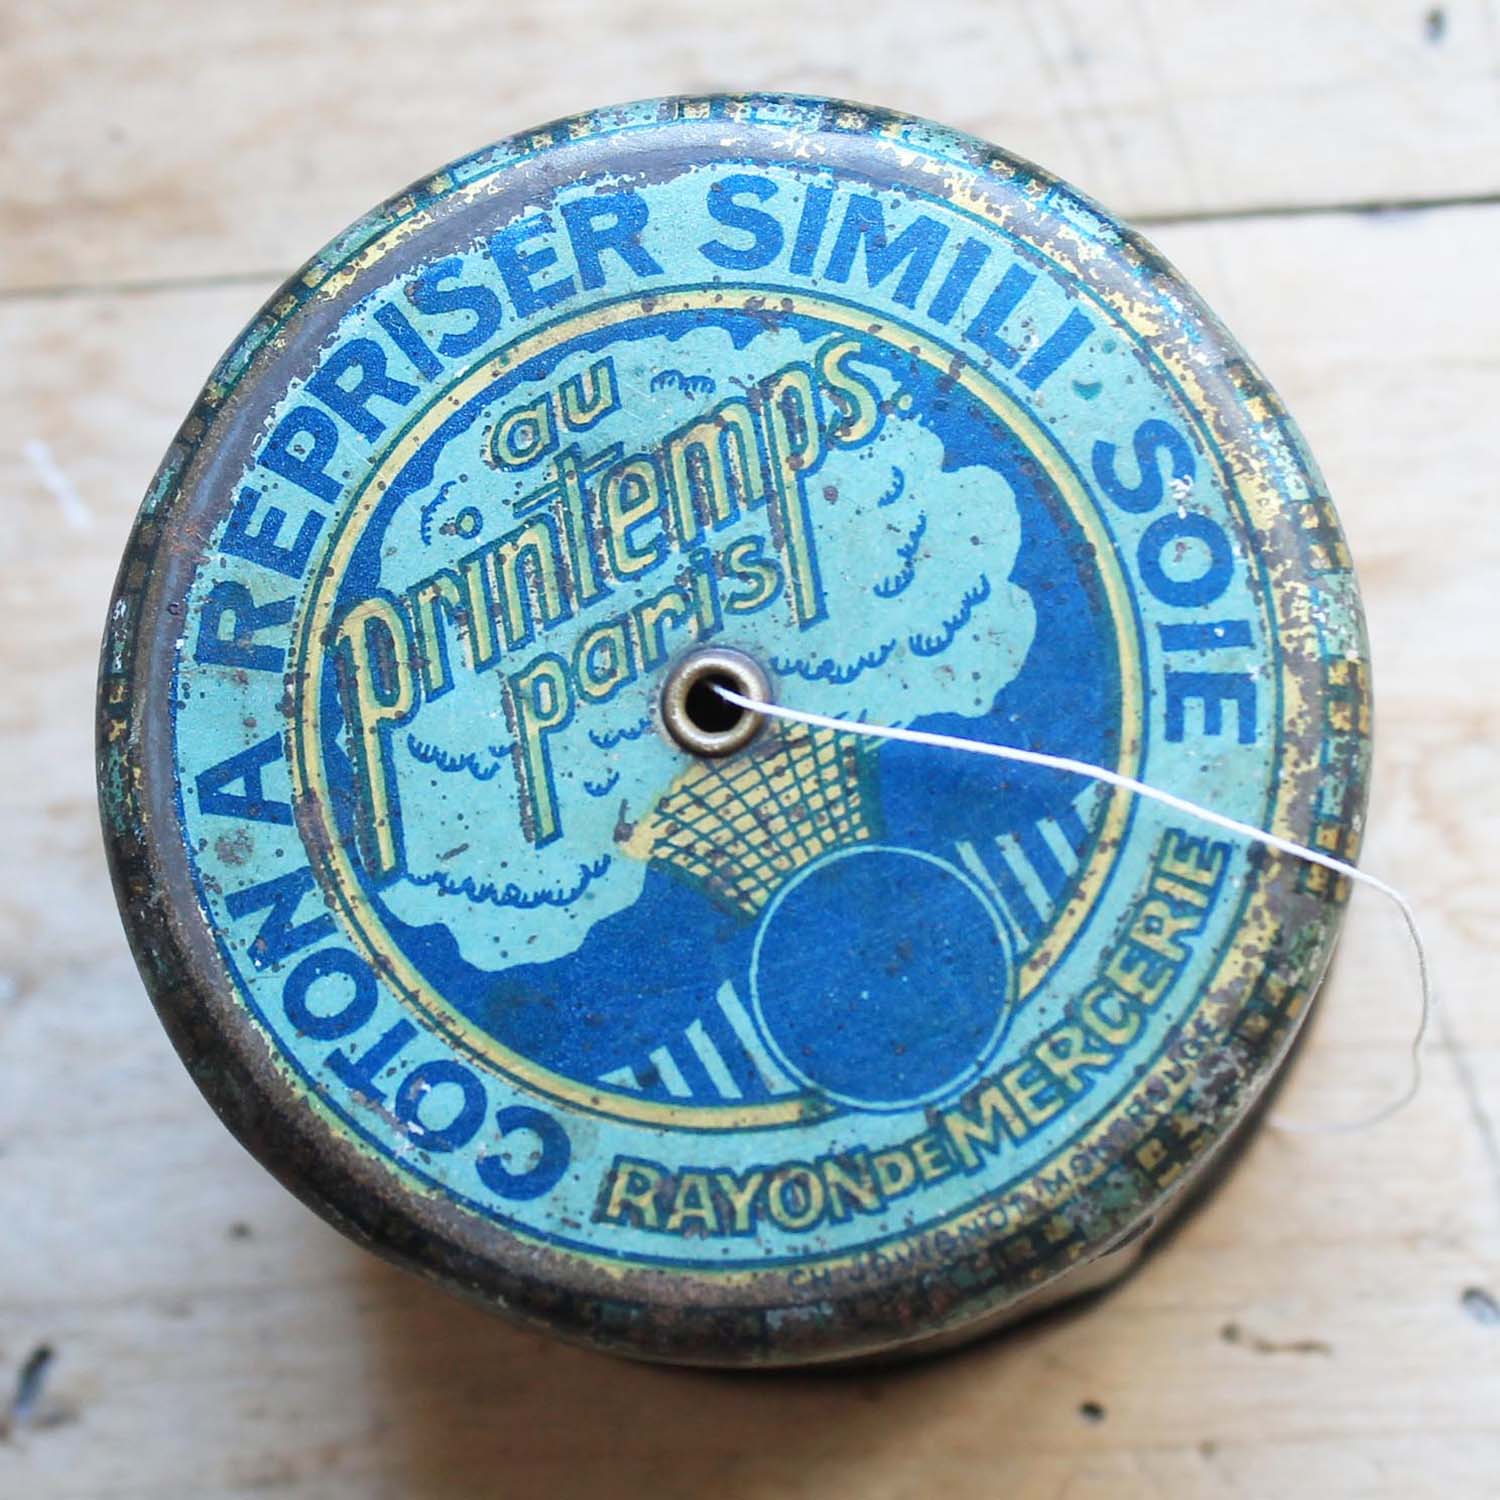 COTON A REPRISER SIMILI SOIE
au
printemps.
paris
RAYON DE MERCERIE